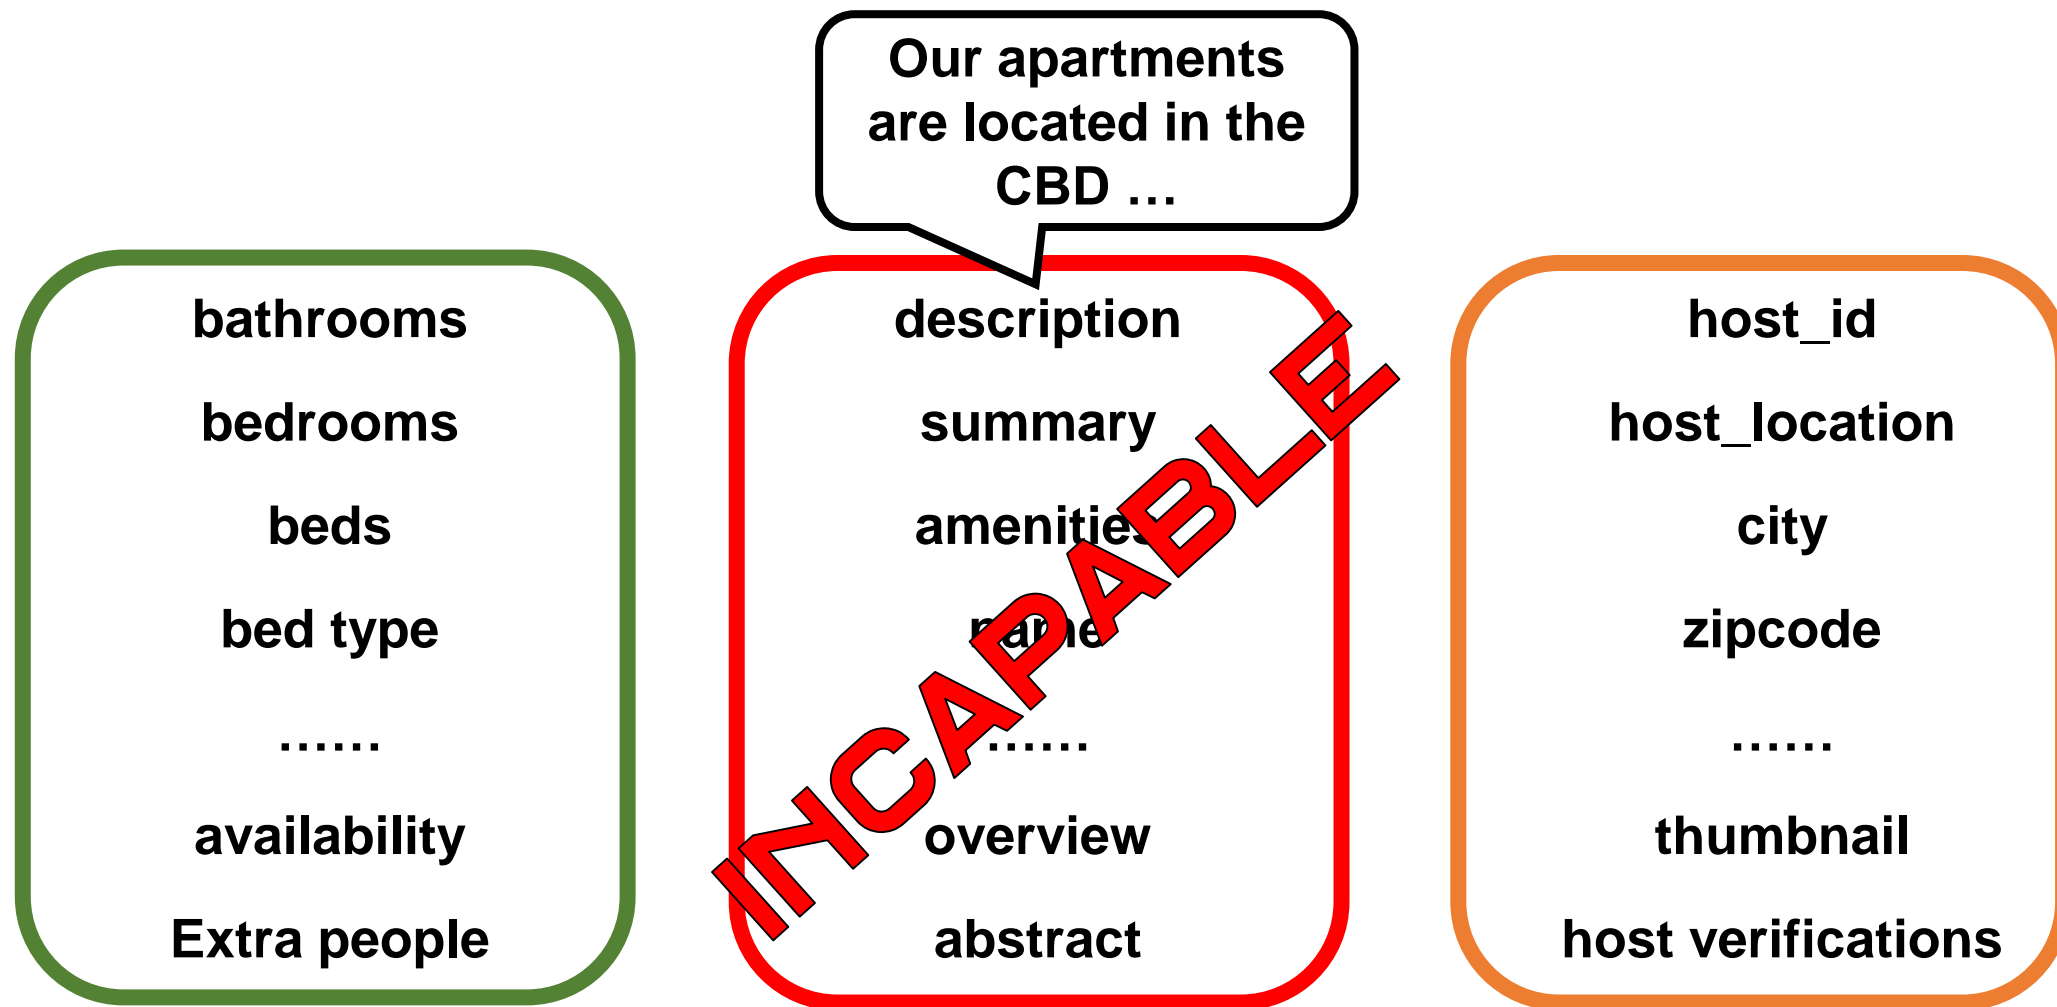 Our apartments
are located in the
CBD …
bathrooms
bedrooms
beds
bed type
……
availability
Extra people
description
summary
amenities
name
……
overview
abstract
INCAPABLE
host_id
host_location
city
zipcode
……
thumbnail
host verifications